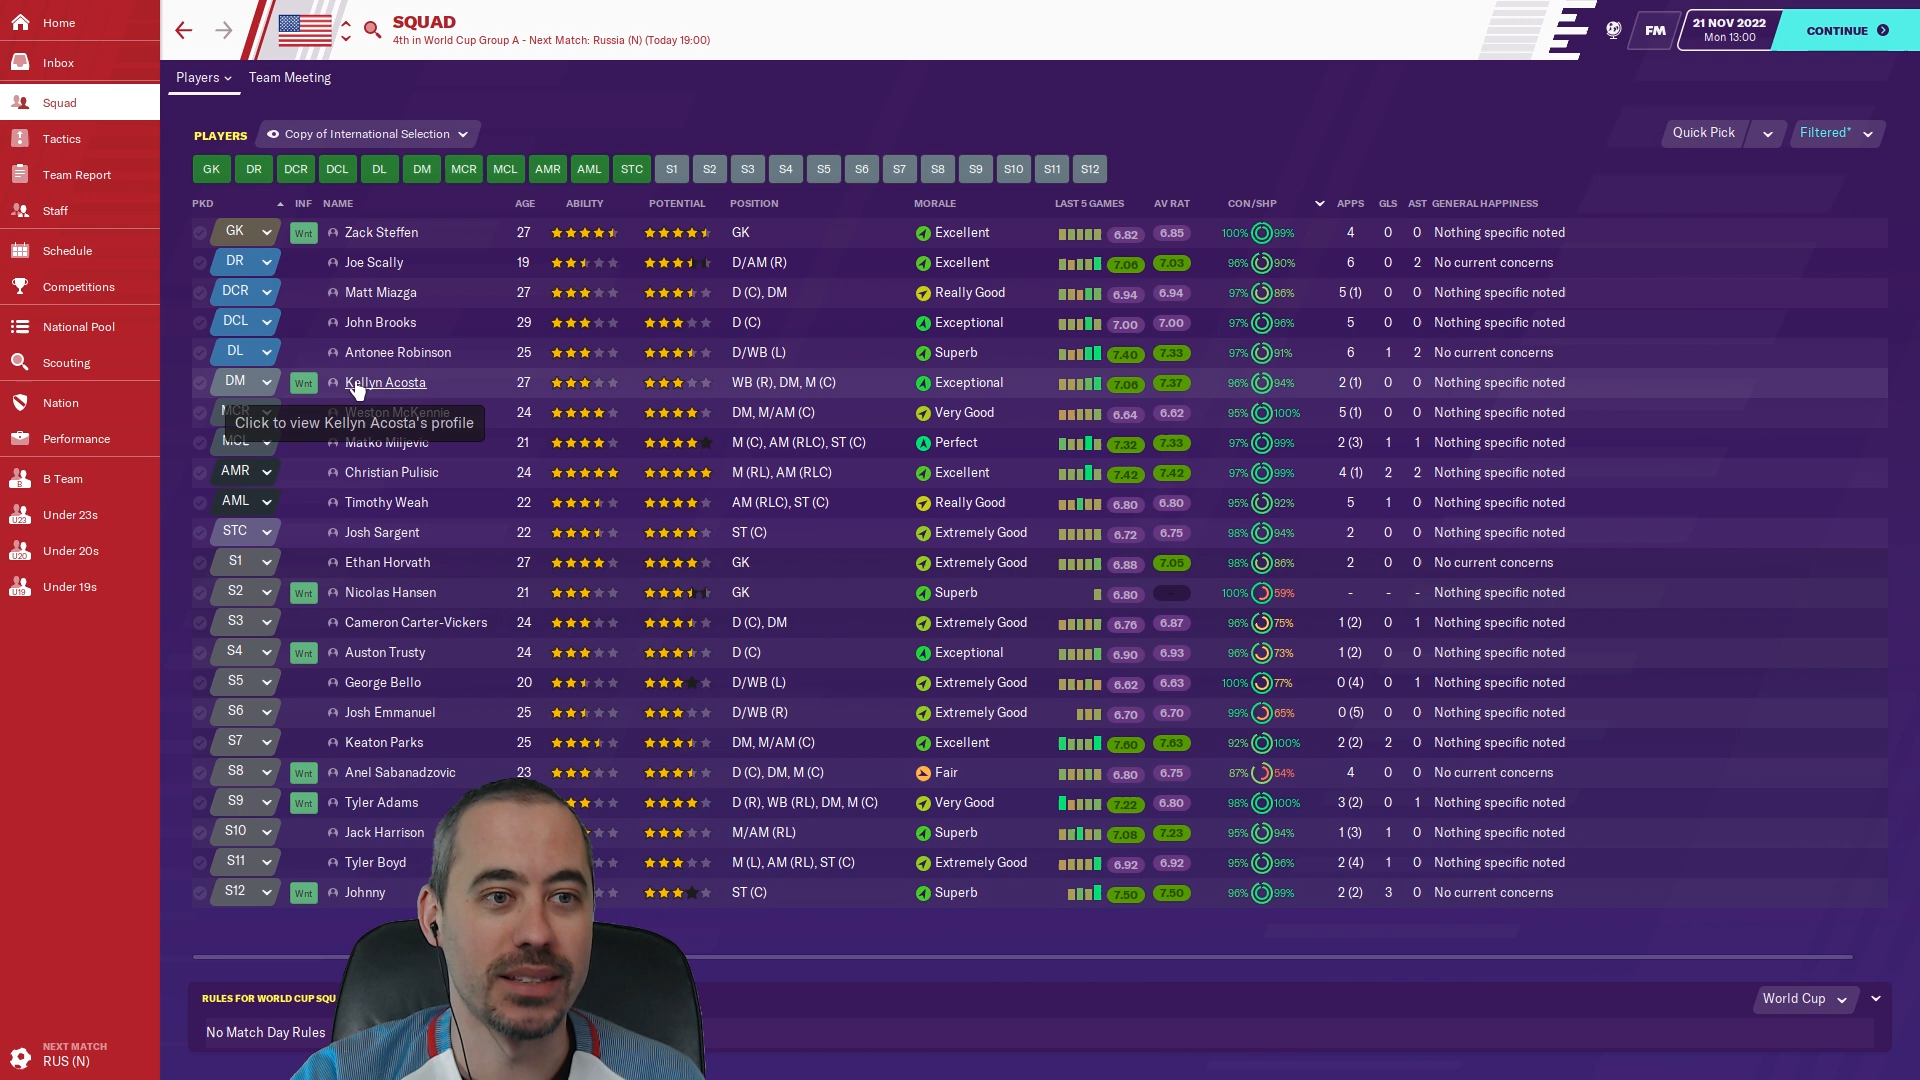 Home
Inbox
Squad
Tactics
Team Report
Staff
Schedule
Competitions
National Pool
Scouting
Nation
Performance
B Team
Under 23s
Under 20s
Under 19s
NEXT MATCH
RUS (N)
SQUAD
4th in World Cup Group A - Next Match: Russia (N) (Today 19:00)
FM
21 NOV 2022
Mon 13:00
CONTINUE
Players Team Meeting
PLAYERS Copy of International Selection Quick Pick Filtered*
GK DR DCR DCL DL DM MCR MCL AMR AML STC S1 S2 S3 S4 S5 S6 S7 S8 S9 S10 S11 S12
PKD INF NAME AGE ABILITY POTENTIAL POSITION MORALE LAST 5 GAMES AV RAT CON/SHP APPS GLS AST GENERAL HAPPINESS
GK Wnt Zack Steffen 27 GK Excellent 6.82 6.85 100% 99% 4 0 0 Nothing specific noted
DR Joe Scally 19 D/AM (R) Excellent 7.06 7.03 96% 90% 6 0 2 No current concerns
DCR Matt Miazga 27 D (C), DM Really Good 6.94 6.94 97% 86% 5 (1) 0 0 Nothing specific noted
DCL John Brooks 29 D (C) Exceptional 7.00 7.00 97% 96% 5 0 0 Nothing specific noted
DL Antonee Robinson 25 D/WB (L) Superb 7.40 7.33 97% 91% 6 1 2 No current concerns
DM Wnt Kellyn Acosta 27 WB (R), DM, M (C) Exceptional 7.06 7.37 96% 94% 2 (1) 0 0 Nothing specific noted
MCR Weston McKennie 24 DM, M/AM (C) Very Good 6.64 6.62 95% 100% 5 (1) 0 0 Nothing specific noted
Click to view Kellyn Acosta's profile
MCL Matko Miljevic 21 M (C), AM (RLC), ST (C) Perfect 7.32 7.33 97% 99% 2 (3) 1 1 Nothing specific noted
AMR Christian Pulisic 24 M (RL), AM (RLC) Excellent 7.42 7.42 97% 99% 4 (1) 2 2 Nothing specific noted
AML Timothy Weah 22 AM (RLC), ST (C) Really Good 6.80 6.80 95% 92% 5 1 0 Nothing specific noted
STC Josh Sargent 22 ST (C) Extremely Good 6.72 6.75 98% 94% 2 0 0 Nothing specific noted
S1 Ethan Horvath 27 GK Extremely Good 6.88 7.05 98% 86% 2 0 0 No current concerns
S2 Wnt Nicolas Hansen 21 GK Superb 6.80 - 100% 59% - - - Nothing specific noted
S3 Cameron Carter-Vickers 24 D (C), DM Extremely Good 6.76 6.87 96% 75% 1 (2) 0 1 Nothing specific noted
S4 Wnt Auston Trusty 24 D (C) Exceptional 6.90 6.93 96% 73% 1 (2) 0 0 Nothing specific noted
S5 George Bello 20 D/WB (L) Extremely Good 6.62 6.63 100% 77% 0 (4) 0 1 Nothing specific noted
S6 Josh Emmanuel 25 D/WB (R) Extremely Good 6.70 6.70 99% 65% 0 (5) 0 0 Nothing specific noted
S7 Keaton Parks 25 DM, M/AM (C) Excellent 7.60 7.63 92% 100% 2 (2) 2 0 Nothing specific noted
S8 Wnt Anel Sabanadzovic 23 D (C), DM, M (C) Fair 6.80 6.75 87% 54% 4 0 0 No current concerns
S9 Wnt Tyler Adams D (R), WB (RL), DM, M (C) Very Good 7.22 6.80 98% 100% 3 (2) 0 1 Nothing specific noted
S10 Jack Harrison M/AM (RL) Superb 7.08 7.23 95% 94% 1 (3) 1 0 Nothing specific noted
S11 Tyler Boyd M (L), AM (RL), ST (C) Extremely Good 6.92 6.92 95% 96% 2 (4) 1 0 Nothing specific noted
S12 Wnt Johnny ST (C) Superb 7.50 7.50 96% 99% 2 (2) 3 0 No current concerns
RULES FOR WORLD CUP SQU World Cup
No Match Day Rules